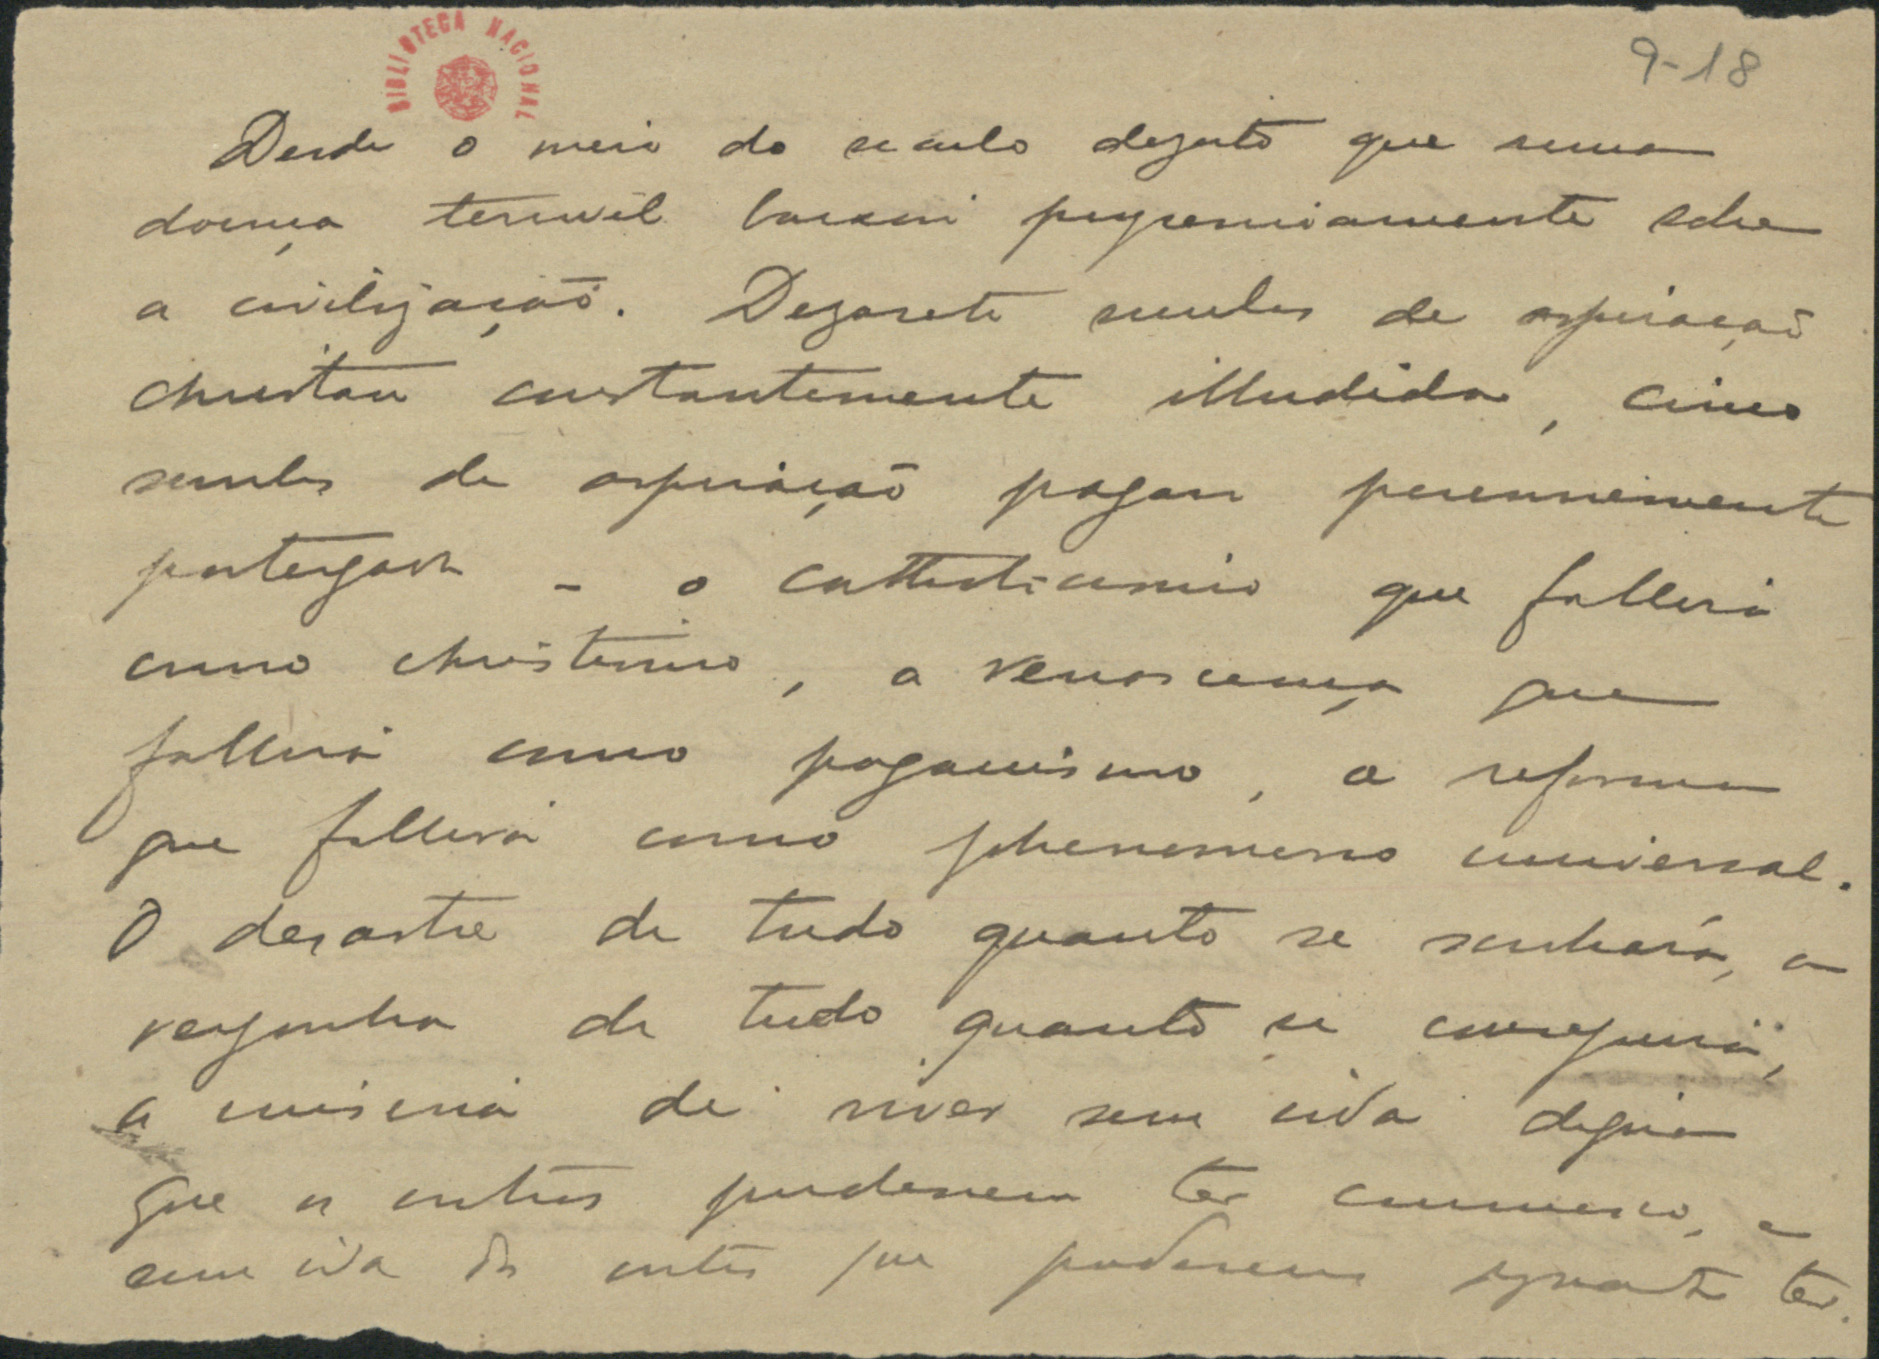 BIBLIOTECA NACIONAL
9-18
Desde o meio do seculo dezoito que uma
doença terrivel baixou progressivamente sobre
a civilização. Dezasete seculos de aspiração
christan constantemente illudida, cinco
seculos de aspiração pagan perennemente
postergada – o catholicismo que fallira
como christismo, a renascença que
fallira como paganismo, a reforma
que fallira como phenomeno universal.
O desastre de tudo quanto se sonhara, a
vergonha de tudo quanto se conseguira,
a miseria de viver sem vida digna
que os outros pudessem ter comnosco, e
sem vida dos outros que pudessemos dignamente ter.